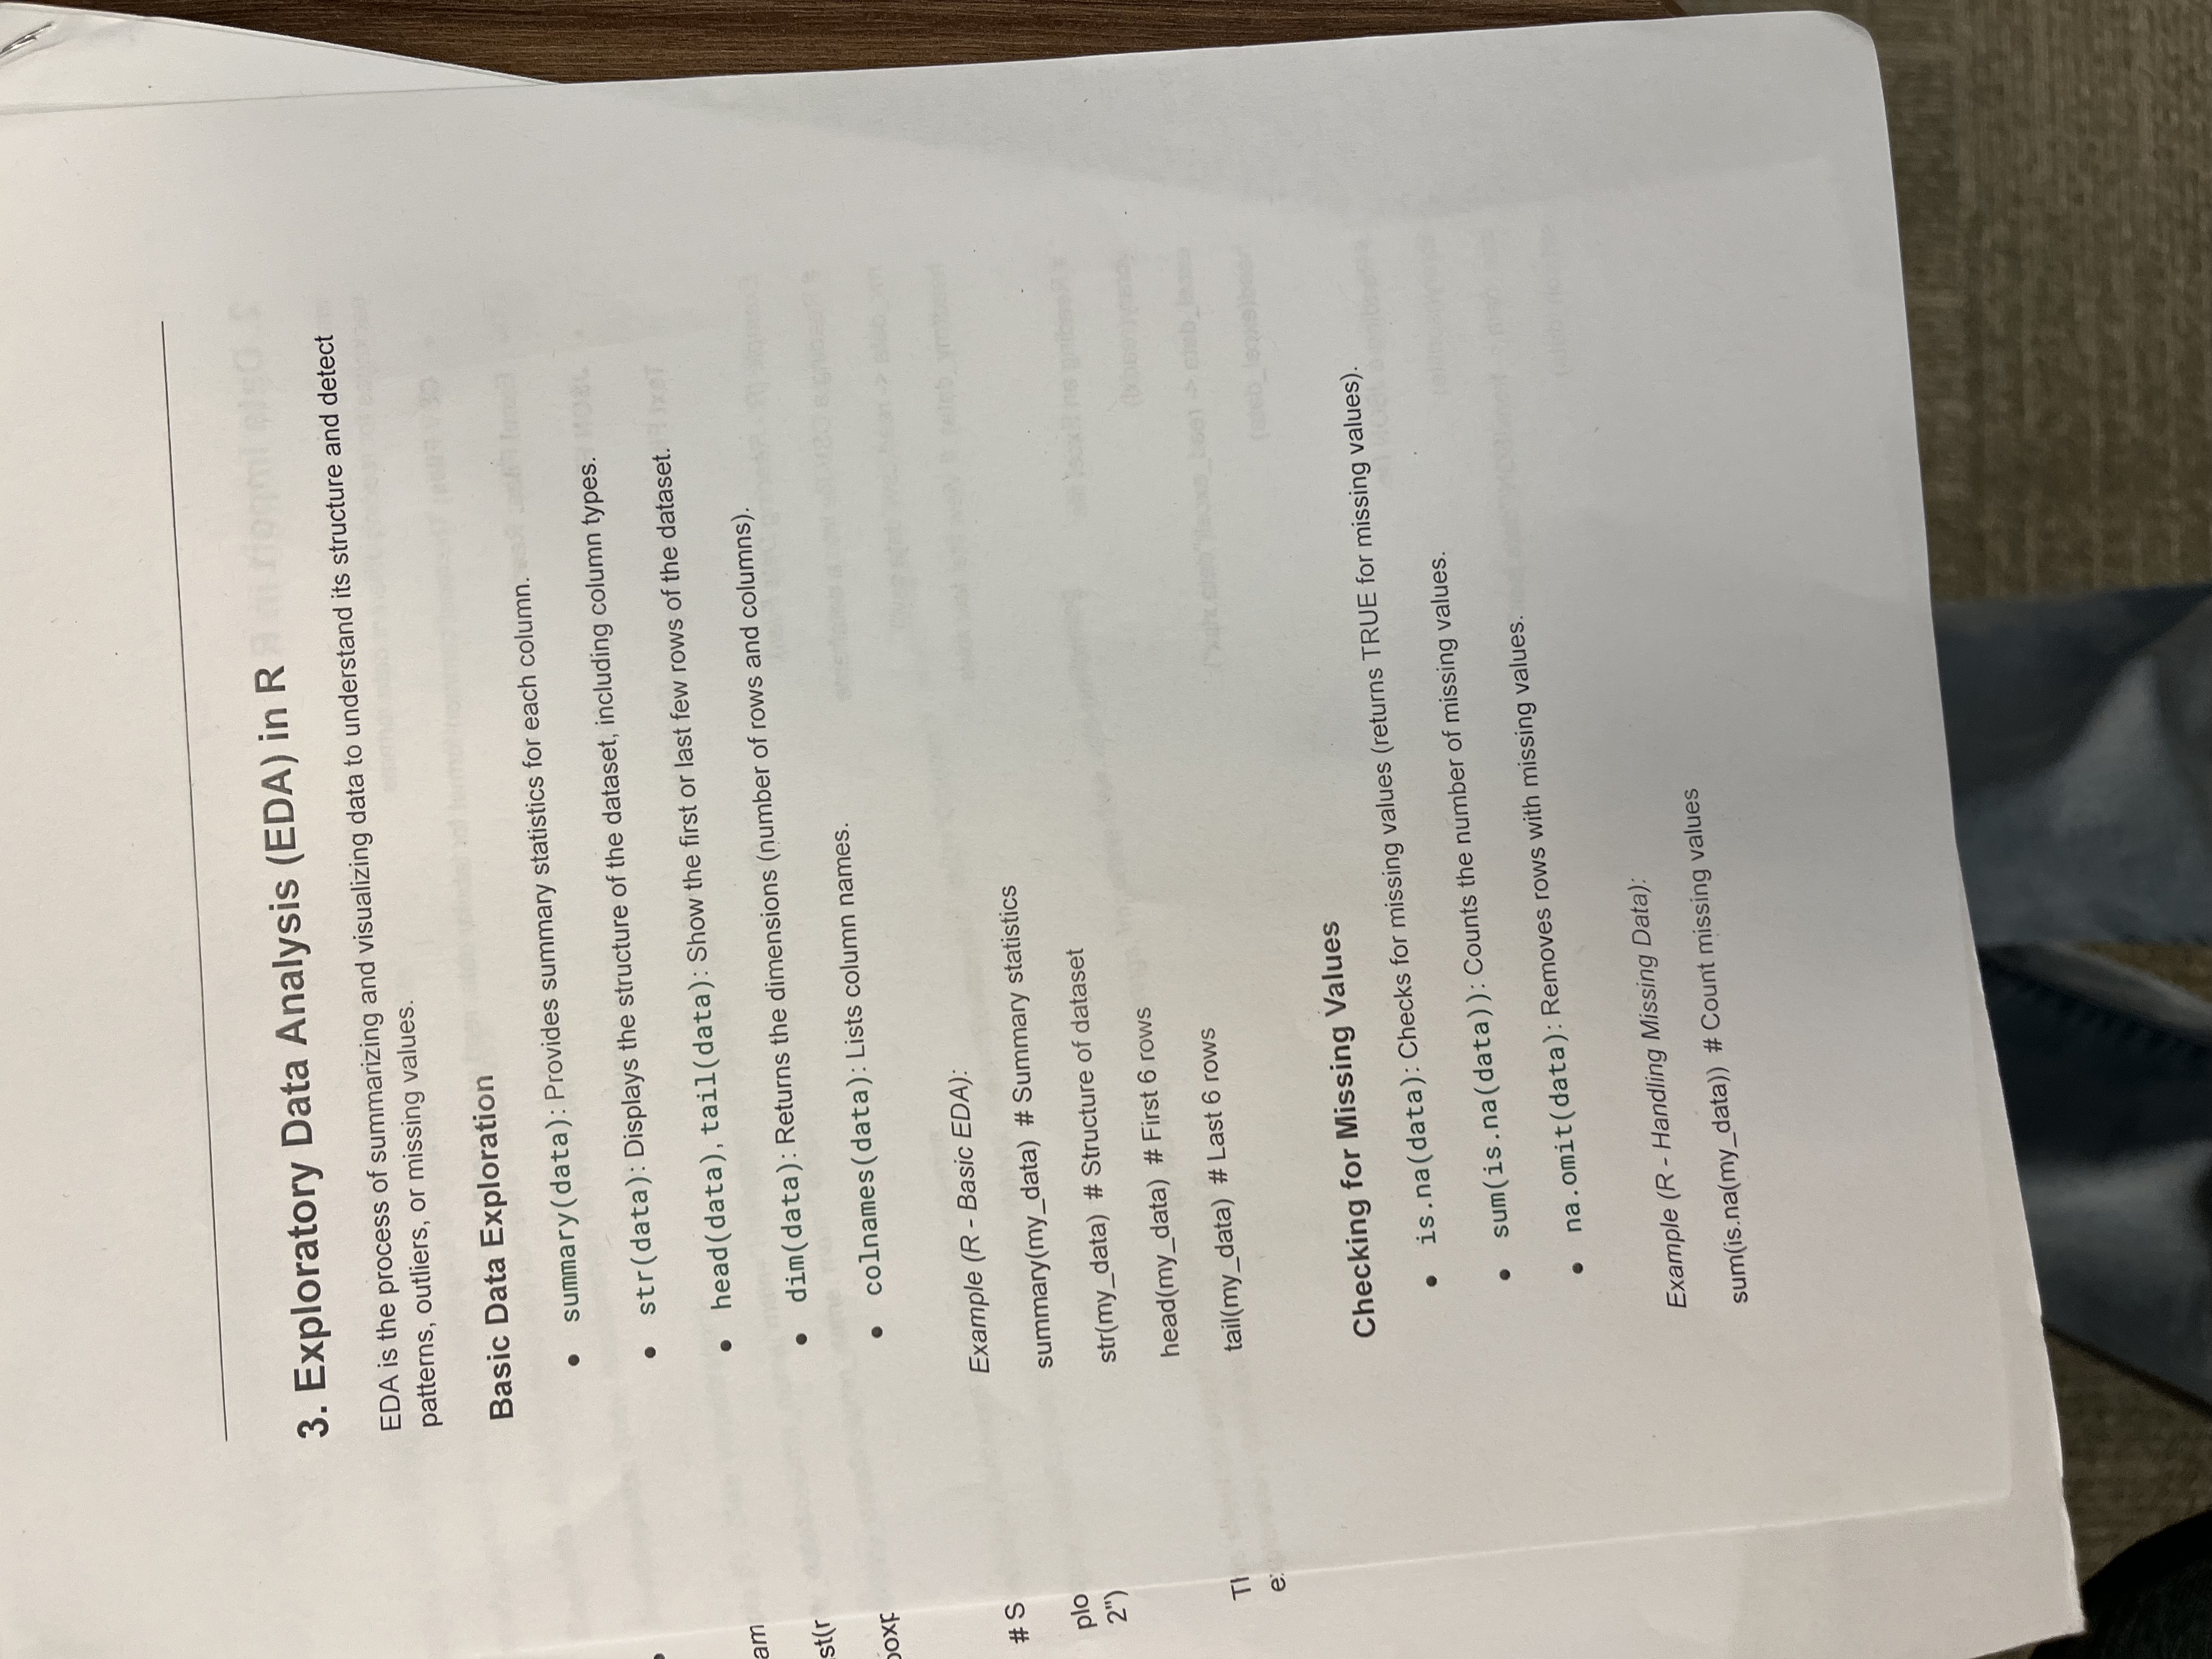 3. Exploratory Data Analysis (EDA) in R
EDA is the process of summarizing and visualizing data to understand its structure and detect
patterns, outliers, or missing values.
Basic Data Exploration
• summary(data): Provides summary statistics for each column.
• str(data): Displays the structure of the dataset, including column types.
• head(data), tail(data): Show the first or last few rows of the dataset.
• dim(data): Returns the dimensions (number of rows and columns).
• colnames(data): Lists column names.
Example (R - Basic EDA):
summary(my_data) # Summary statistics
str(my_data) # Structure of dataset
head(my_data) # First 6 rows
tail(my_data) # Last 6 rows
Checking for Missing Values
• is.na(data): Checks for missing values (returns TRUE for missing values).
• sum(is.na(data)): Counts the number of missing values.
• na.omit(data): Removes rows with missing values.
Example (R - Handling Missing Data):
sum(is.na(my_data)) # Count missing values
am
st(r
# S
plo
2")